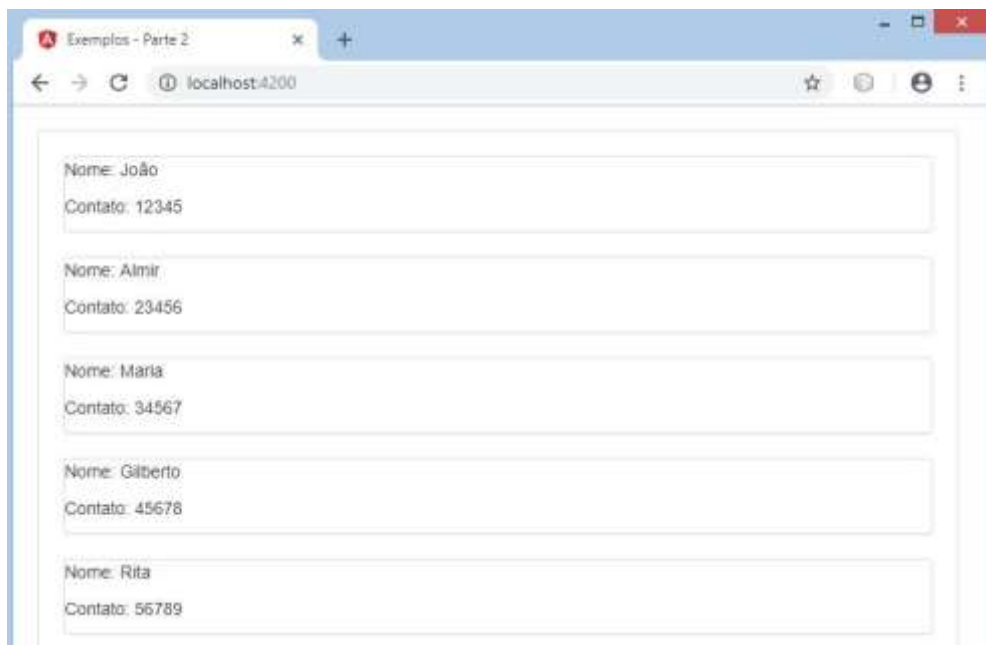 Exemplos - Parte 2
localhost:4200
Nome: João
Contato: 12345
Nome: Almir
Contato: 23456
Nome: Maria
Contato: 34567
Nome: Gilberto
Contato: 45678
Nome: Rita
Contato: 56789